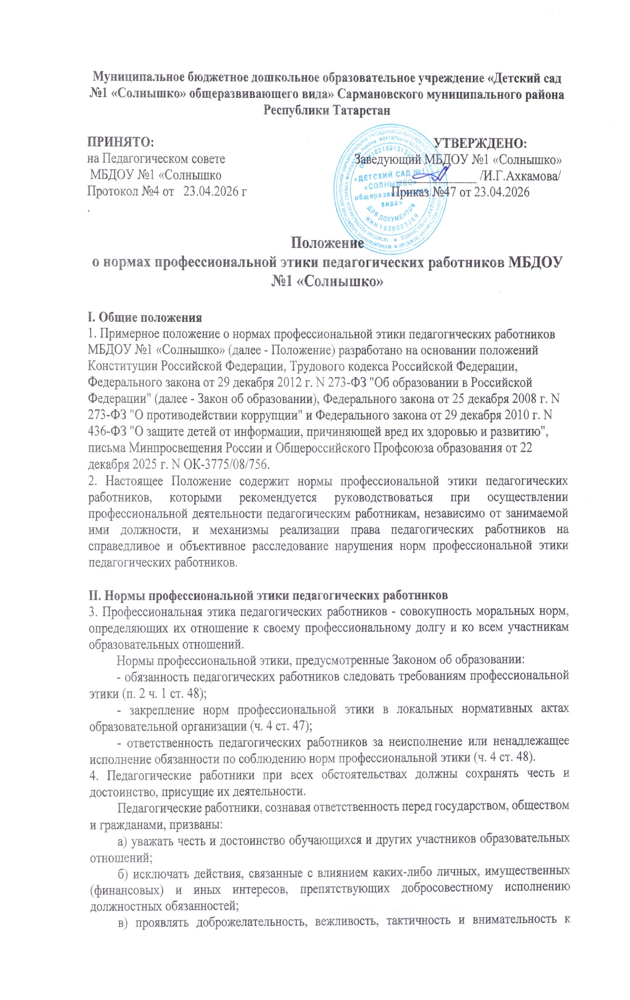 Муниципальное бюджетное дошкольное образовательное учреждение «Детский сад
№1 «Солнышко» общеразвивающего вида» Сармановского муниципального района
Республики Татарстан
ПРИНЯТО:
на Педагогическом совете
МБДОУ №1 «Солнышко
Протокол №4 от 23.04.2026 г
.
УТВЕРЖДЕНО:
Заведующий МБДОУ №1 «Солнышко»
/И.Г.Ахкамова/
Приказ №47 от 23.04.2026
«ДЕТСКИЙ САД №1
«СОЛНЫШКО»
общеразвивающего
вида»
ДЛЯ ДОКУМЕНТОВ
ИНН 1636003369
Положение
о нормах профессиональной этики педагогических работников МБДОУ
№1 «Солнышко»
I. Общие положения
1. Примерное положение о нормах профессиональной этики педагогических работников
МБДОУ №1 «Солнышко» (далее - Положение) разработано на основании положений
Конституции Российской Федерации, Трудового кодекса Российской Федерации,
Федерального закона от 29 декабря 2012 г. N 273-ФЗ "Об образовании в Российской
Федерации" (далее - Закон об образовании), Федерального закона от 25 декабря 2008 г. N
273-ФЗ "О противодействии коррупции" и Федерального закона от 29 декабря 2010 г. N
436-ФЗ "О защите детей от информации, причиняющей вред их здоровью и развитию",
письма Минпросвещения России и Общероссийского Профсоюза образования от 22
декабря 2025 г. N ОК-3775/08/756.
2. Настоящее Положение содержит нормы профессиональной этики педагогических
работников, которыми рекомендуется руководствоваться при осуществлении
профессиональной деятельности педагогическим работникам, независимо от занимаемой
ими должности, и механизмы реализации права педагогических работников на
справедливое и объективное расследование нарушения норм профессиональной этики
педагогических работников.
II. Нормы профессиональной этики педагогических работников
3. Профессиональная этика педагогических работников - совокупность моральных норм,
определяющих их отношение к своему профессиональному долгу и ко всем участникам
образовательных отношений.
Нормы профессиональной этики, предусмотренные Законом об образовании:
- обязанность педагогических работников следовать требованиям профессиональной
этики (п. 2 ч. 1 ст. 48);
- закрепление норм профессиональной этики в локальных нормативных актах
образовательной организации (ч. 4 ст. 47);
- ответственность педагогических работников за неисполнение или ненадлежащее
исполнение обязанности по соблюдению норм профессиональной этики (ч. 4 ст. 48).
4. Педагогические работники при всех обстоятельствах должны сохранять честь и
достоинство, присущие их деятельности.
Педагогические работники, сознавая ответственность перед государством, обществом
и гражданами, призваны:
а) уважать честь и достоинство обучающихся и других участников образовательных
отношений;
б) исключать действия, связанные с влиянием каких-либо личных, имущественных
(финансовых) и иных интересов, препятствующих добросовестному исполнению
должностных обязанностей;
в) проявлять доброжелательность, вежливость, тактичность и внимательность к